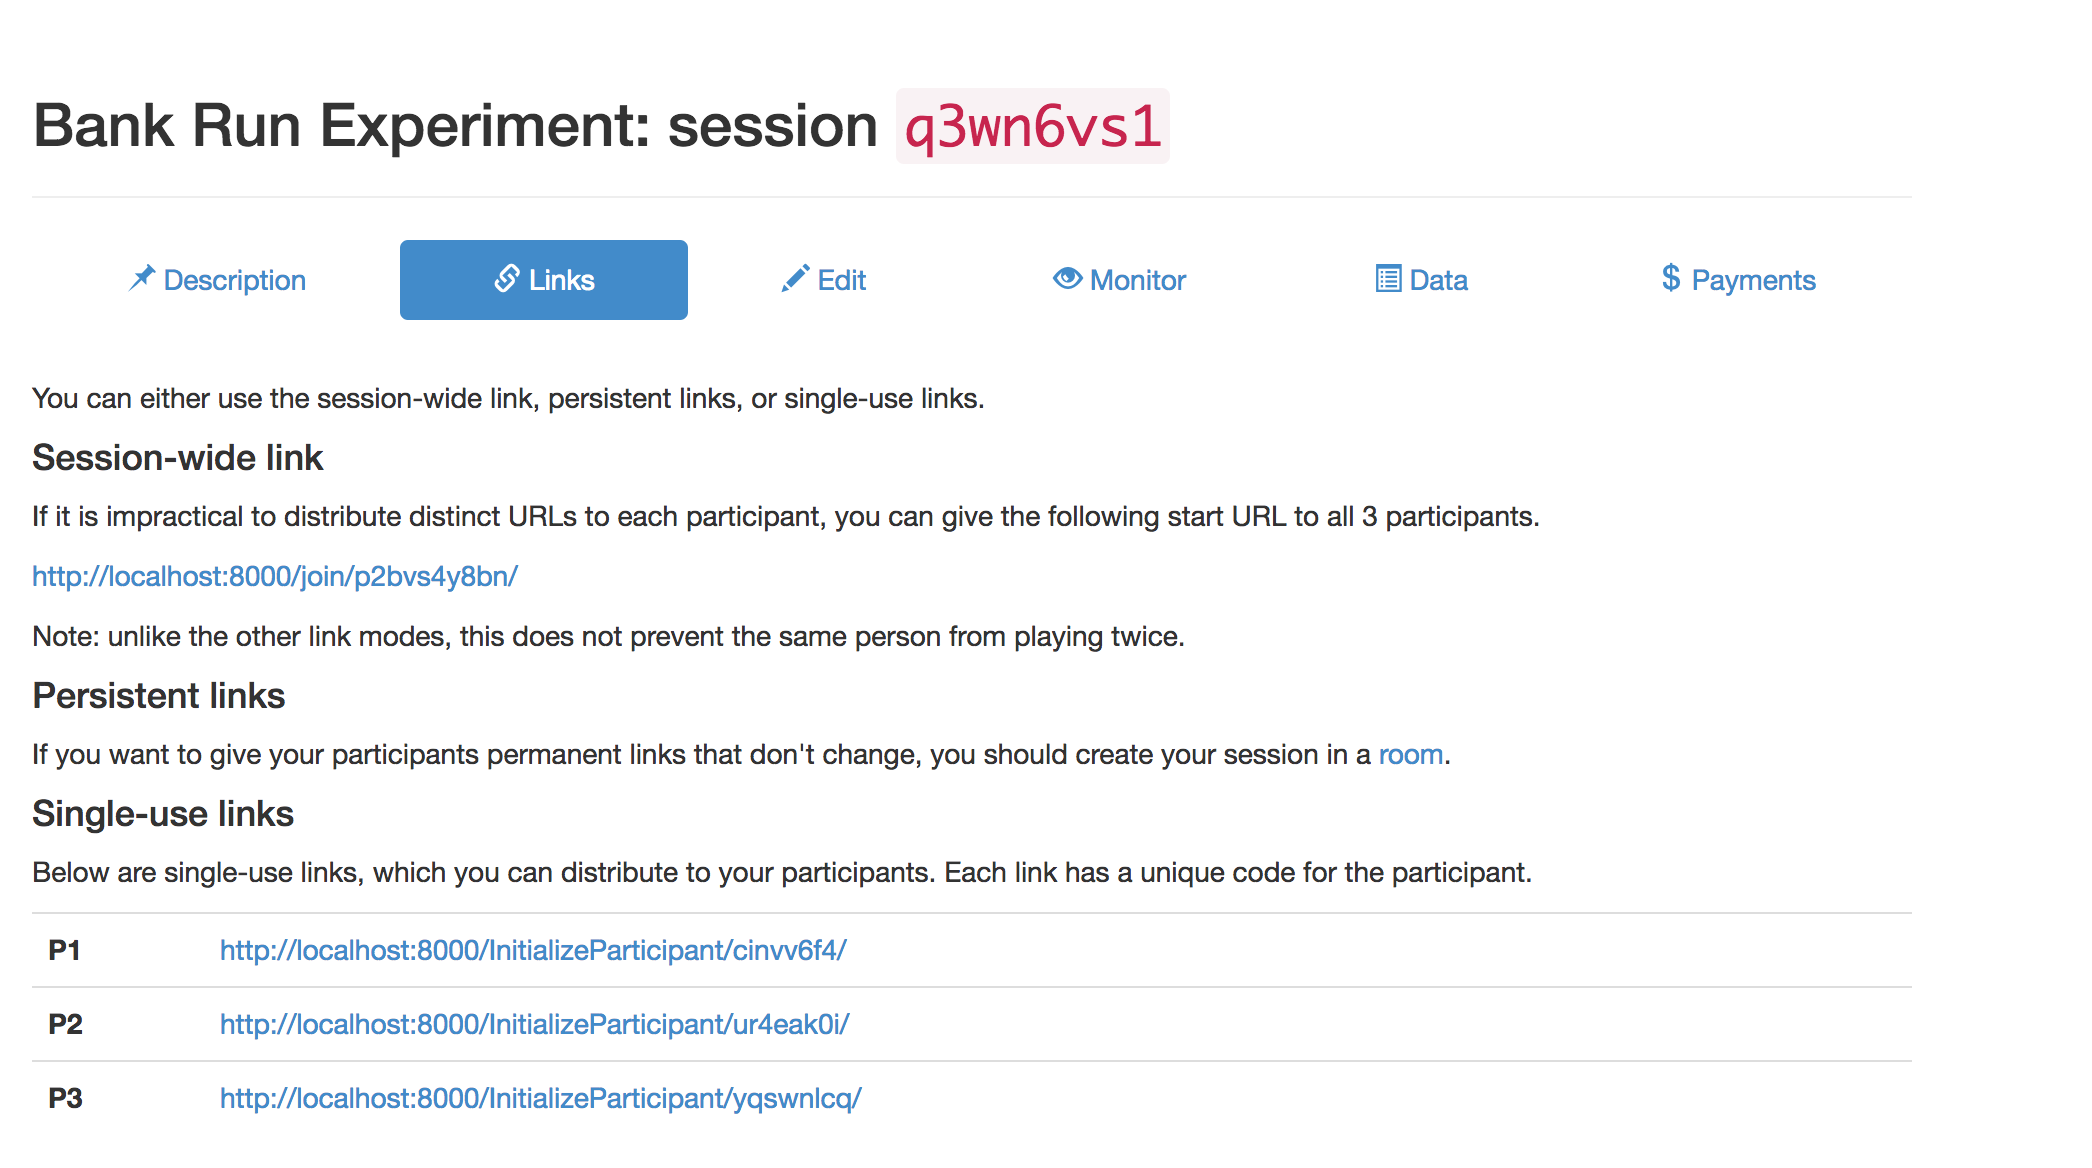 Bank Run Experiment: session q3wn6vs1
Description Links Edit Monitor Data $ Payments
You can either use the session-wide link, persistent links, or single-use links.
Session-wide link
If it is impractical to distribute distinct URLs to each participant, you can give the following start URL to all 3 participants.
http://localhost:8000/join/p2bvs4y8bn/
Note: unlike the other link modes, this does not prevent the same person from playing twice.
Persistent links
If you want to give your participants permanent links that don't change, you should create your session in a room.
Single-use links
Below are single-use links, which you can distribute to your participants. Each link has a unique code for the participant.
P1 http://localhost:8000/InitializeParticipant/cinvv6f4/
P2 http://localhost:8000/InitializeParticipant/ur4eak0i/
P3 http://localhost:8000/InitializeParticipant/yqswnlcq/